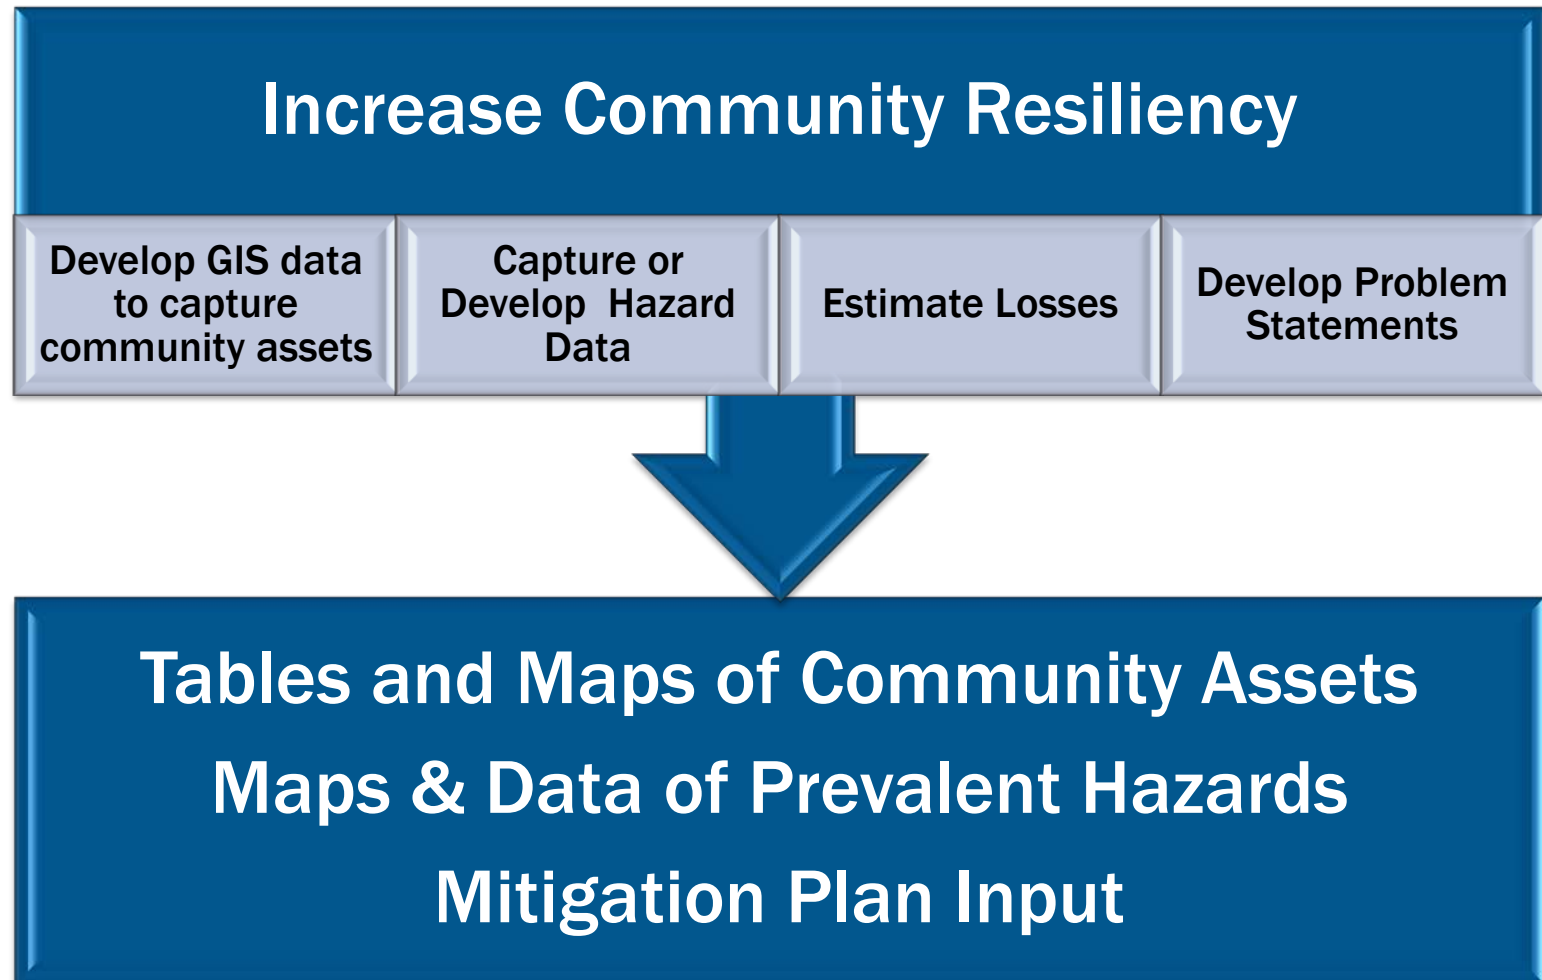 Increase Community Resiliency
Develop GIS data
to capture
community assets
Capture or
Develop  Hazard
Data
Estimate Losses
Develop Problem
Statements
Tables and Maps of Community Assets
Maps & Data of Prevalent Hazards
Mitigation Plan Input